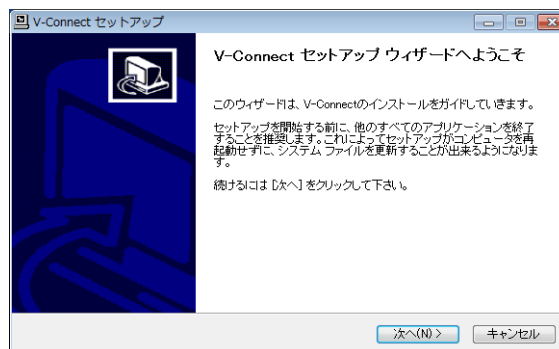 V-Connect セットアップ
V-Connect セットアップ ウィザードへようこそ
このウィザードは、V-Connectのインストールをガイドしていきます。
セットアップを開始する前に、他のすべてのアプリケーションを終了
することを推奨します。これによってセットアップがコンピュータを再
起動せずに、システム ファイルを更新することが出来るようになりま
す。
続けるには [次へ] をクリックして下さい。
次へ(N) >
キャンセル